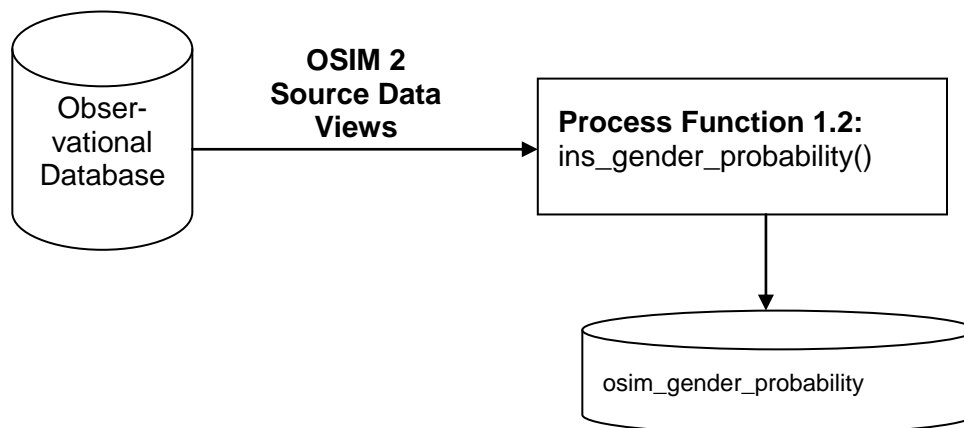 Obser-
vational
Database
OSIM 2
Source Data
Views
Process Function 1.2:
ins_gender_probability()
osim_gender_probability